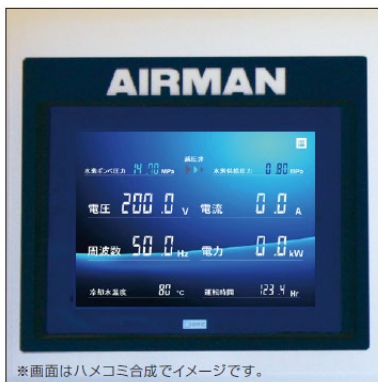 AIRMAN
減圧弁
水素ボンベ圧力 14.70 MPa 水素供給圧力 0.80 MPa
電圧 200.0 V 電流 0.0 A
周波数 50.0 Hz 電力 0.0 kW
冷却水温度 80 ℃ 運転時間 123.4 Hr
※画面はハメコミ合成でイメージです。